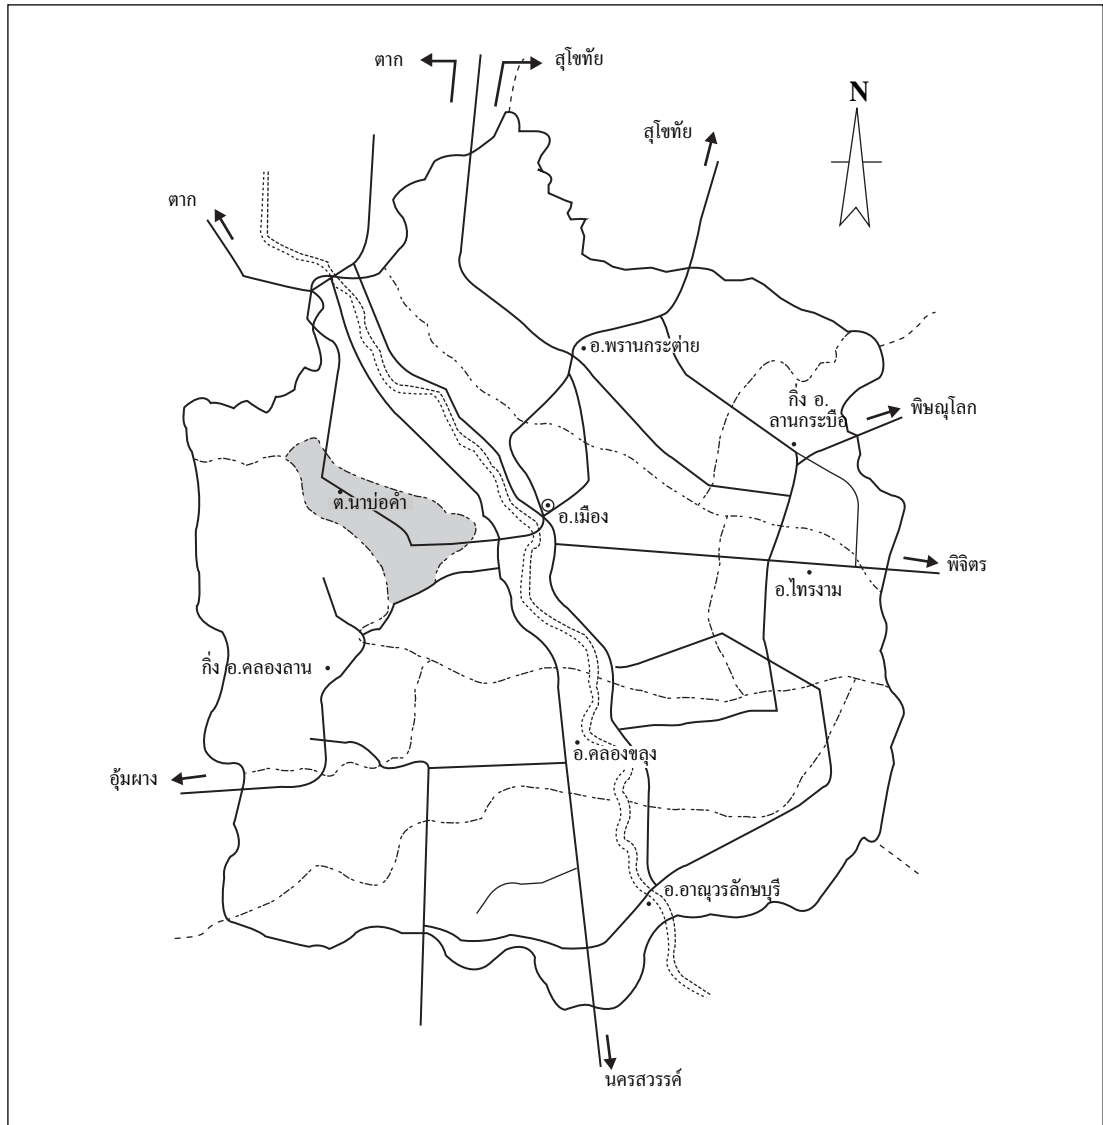 ตาก
สุโขทัย
N
สุโขทัย
ตาก
อ.พรานกระต่าย
กิ่ง อ.
ลานกระบือ
พิษณุโลก
ต.นาบ่อคำ
อ.เมือง
พิจิตร
อ.ไทรงาม
กิ่ง อ.คลองลาน
อ.คลองขลุง
อุ้มผาง
อ.อาณุวรลักษบุรี
นครสวรรค์